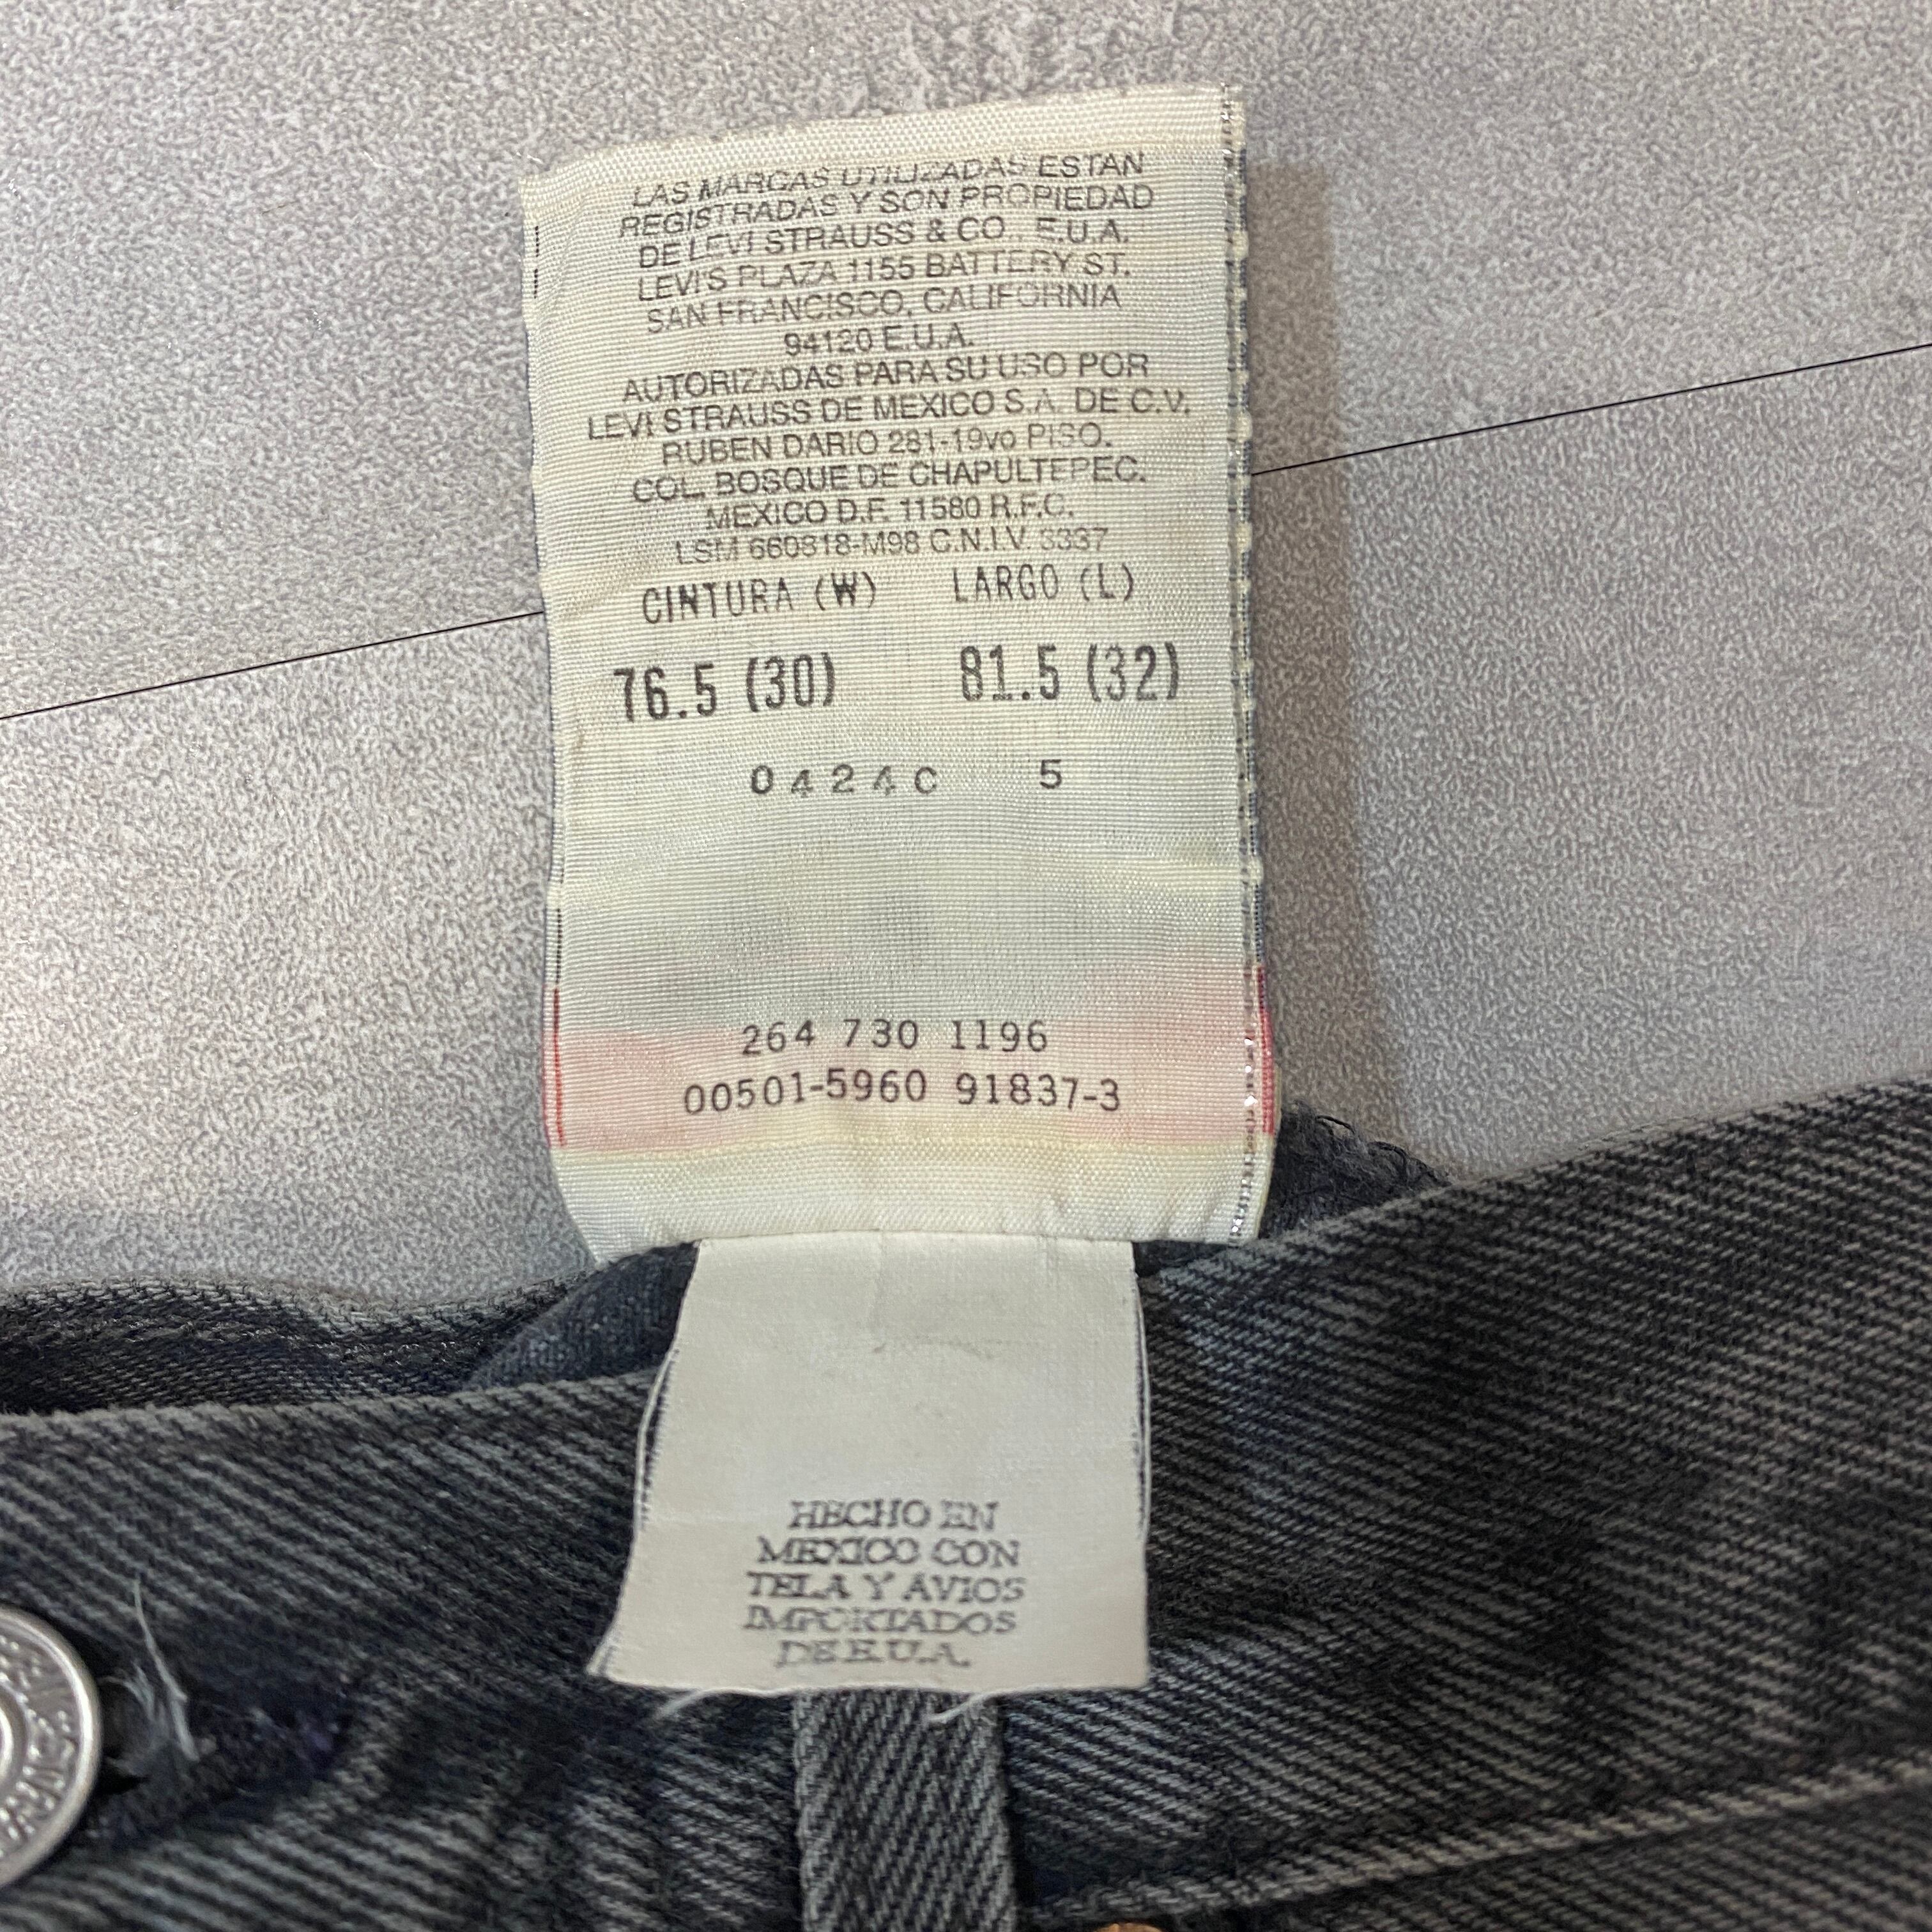 LAS MARCAS UTILIZADAS ESTAN
REGISTRADAS Y SON PROPIEDAD
DE LEVI STRAUSS & CO. E.U.A.
LEVI'S PLAZA 1155 BATTERY ST.
SAN FRANCISCO, CALIFORNIA
94120 E.U.A.
AUTORIZADAS PARA SU USO POR
LEVI STRAUSS DE MEXICO S.A. DE C.V.
RUBEN DARIO 281-19vo PISO.
COL. BOSQUE DE CHAPULTEPEC.
MEXICO D.F. 11580 R.F.C.
LSM 660818-M98 C.N.I.V. 3337
CINTURA (W) LARGO (L)
76.5 (30) 81.5 (32)
0424C 5
264 730 1196
00501-5960 91837-3
HECHO EN
MEXICO CON
TELA Y AVIOS
IMPORTADOS
DE E.U.A.